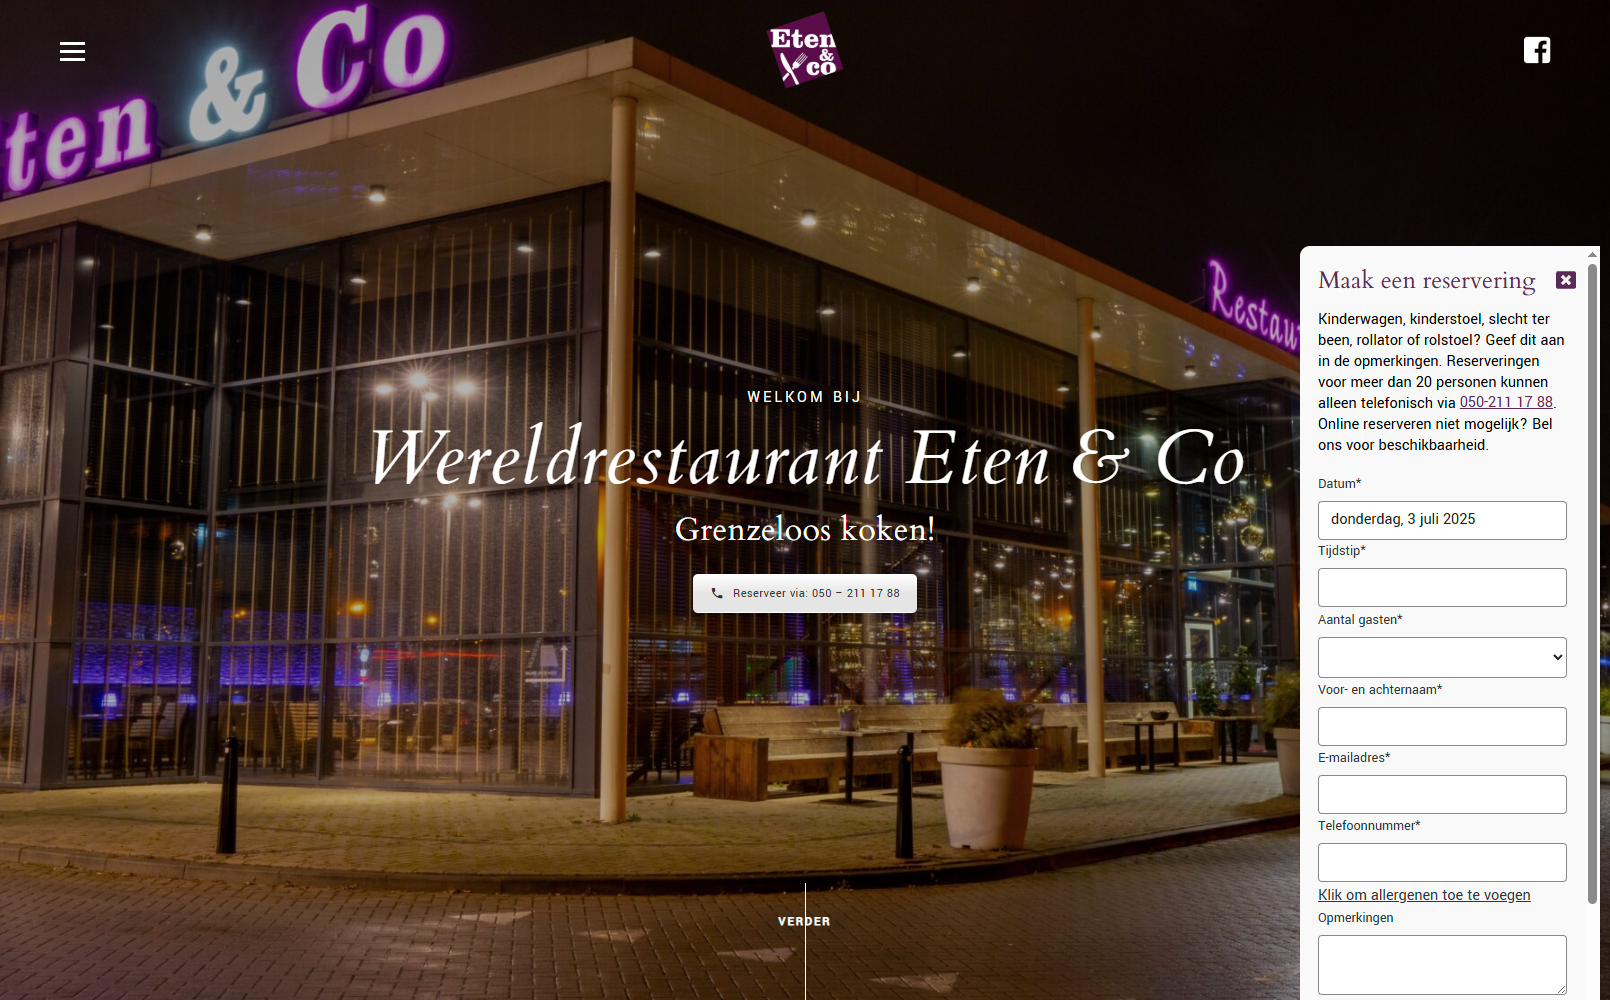 ten & Co
Eten
&
co
Restau
WELKOM BIJ
Wereldrestaurant Eten & Co
Grenzeloos koken!
Reserveer via: 050 – 211 17 88
VERDER
Maak een reservering
Kinderwagen, kinderstoel, slecht ter
been, rollator of rolstoel? Geef dit aan
in de opmerkingen. Reserveringen
voor meer dan 20 personen kunnen
alleen telefonisch via 050-211 17 88.
Online reserveren niet mogelijk? Bel
ons voor beschikbaarheid.
Datum*
donderdag, 3 juli 2025
Tijdstip*
Aantal gasten*
Voor- en achternaam*
E-mailadres*
Telefoonnummer*
Klik om allergenen toe te voegen
Opmerkingen